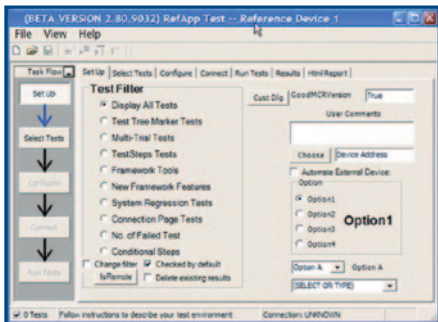 (BETA VERSION 2.80.9032) RefApp Test -- Reference Device 1
File View Help
Task Flow
Set Up
Select Tests
Configure
Connect
Run Tests
Set Up Select Tests Configure Connect Run Tests Results Html Report
Test Filter
Display All Tests
Test Tree Marker Tests
Multi-Trial Tests
TestSteps Tests
Framework Tools
New Framework Features
System Regression Tests
Connection Page Tests
No. of Failed Test
Conditional Steps
Change filter Checked by default
IsRemote Delete existing results
Cust Dlg GoodMCRVersion True
User Comments
Choose Device Address
Automate External Device
Option
Option1
Option2
Option3
Option4
Option1
Option A Option A
(SELECT OR TYPE)
0 Tests Follow instructions to describe your test environment Connection: UNKNOWN